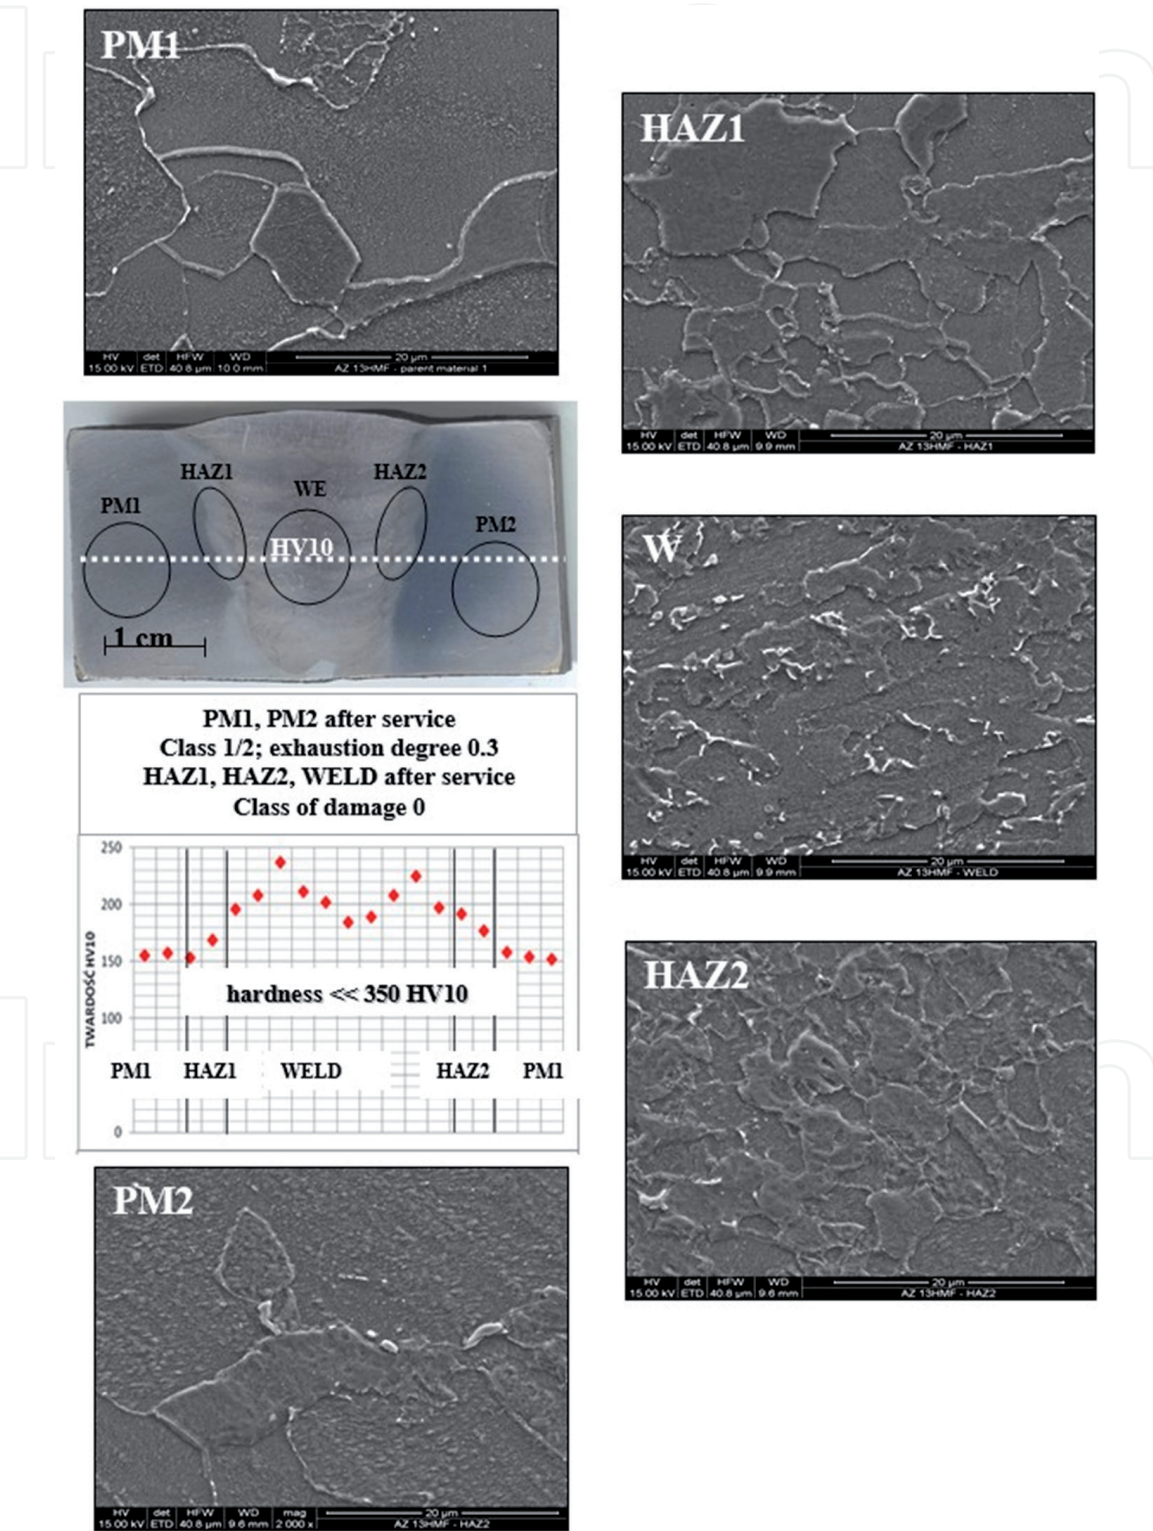 PM1
HV det HFW WD 20 µm
15.00 kV ETD 40.8 µm 10.0 mm AZ 13HMF - parent material 1
HAZ1
HV det HFW WD 20 µm
15.00 kV ETD 40.8 µm 9.9 mm AZ 13HMF - HAZ1
HAZ1 HAZ2
WE
PM1
PM2
HV10
1 cm
W
HV det HFW WD 20 µm
15.00 kV ETD 40.8 µm 9.9 mm AZ 13HMF - WELD
PM1, PM2 after service
Class 1/2; exhaustion degree 0.3
HAZ1, HAZ2, WELD after service
Class of damage 0
250
200
150
100
0
TWARDOŚĆ HV10
hardness << 350 HV10
PM1 HAZ1 WELD HAZ2 PM1
HAZ2
HV det HFW WD 20 µm
15.00 kV ETD 40.8 µm 9.6 mm AZ 13HMF - HAZ2
PM2
HV det HFW WD mag 20 µm
15.00 kV ETD 40.8 µm 9.6 mm 2 000 x AZ 13HMF - HAZ2